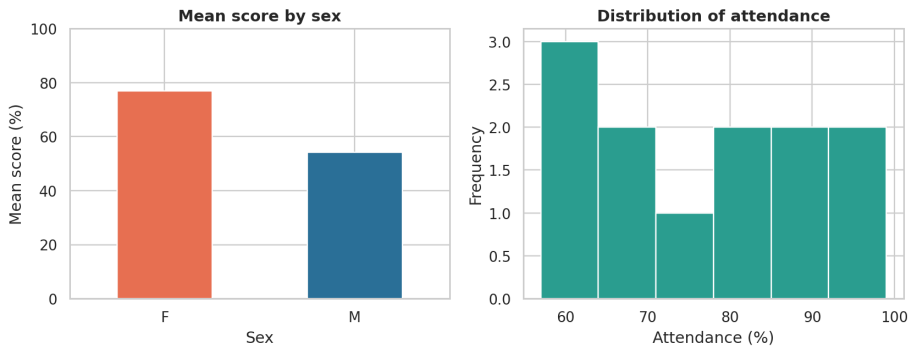 Mean score by sex
100
80
60
40
20
0
Mean score (%)
F
M
Sex
Distribution of attendance
3.0
2.5
2.0
1.5
1.0
0.5
0.0
Frequency
60
70
80
90
100
Attendance (%)